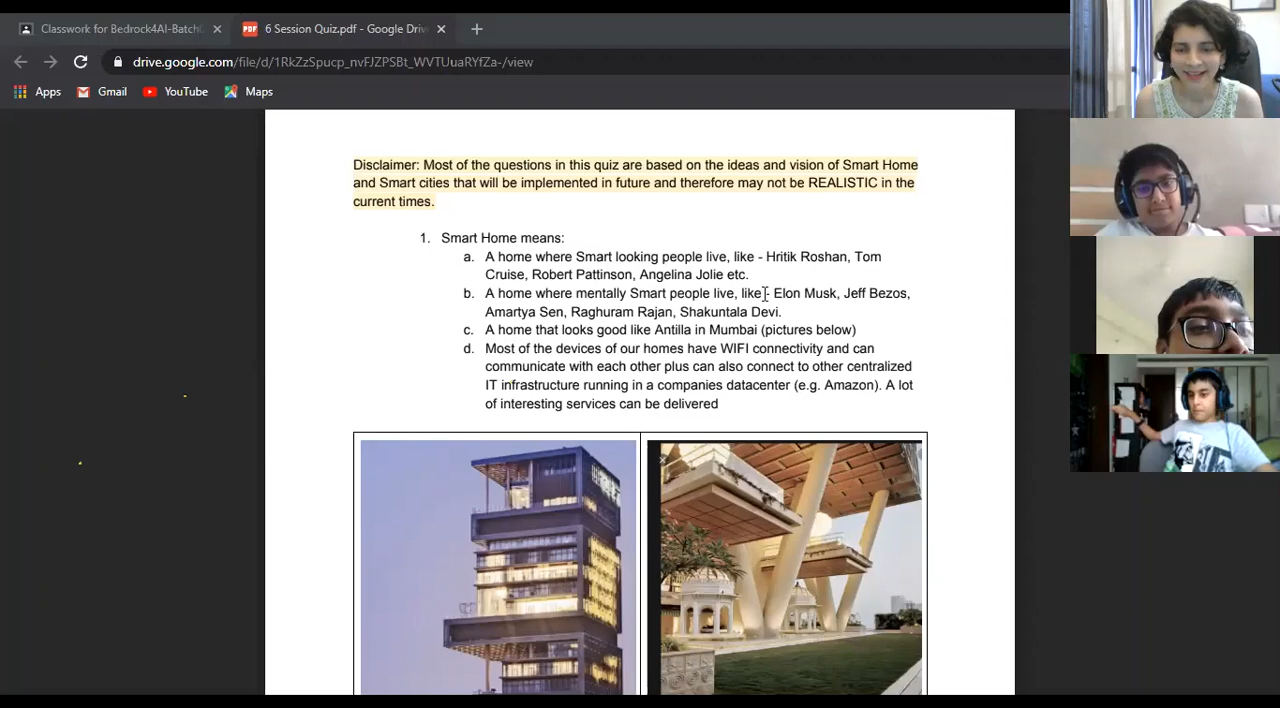 Classwork for Bedrock4AI-Batch
6 Session Quiz.pdf - Google Driv
drive.google.com/file/d/1RkZzSpucp_nvFJZPSBt_WVTUuaRYfZa-/view
Apps Gmail YouTube Maps
Disclaimer: Most of the questions in this quiz are based on the ideas and vision of Smart Home
and Smart cities that will be implemented in future and therefore may not be REALISTIC in the
current times.
1. Smart Home means:
a. A home where Smart looking people live, like - Hritik Roshan, Tom
Cruise, Robert Pattinson, Angelina Jolie etc.
b. A home where mentally Smart people live, like - Elon Musk, Jeff Bezos,
Amartya Sen, Raghuram Rajan, Shakuntala Devi.
c. A home that looks good like Antilla in Mumbai (pictures below)
d. Most of the devices of our homes have WIFI connectivity and can
communicate with each other plus can also connect to other centralized
IT infrastructure running in a companies datacenter (e.g. Amazon). A lot
of interesting services can be delivered